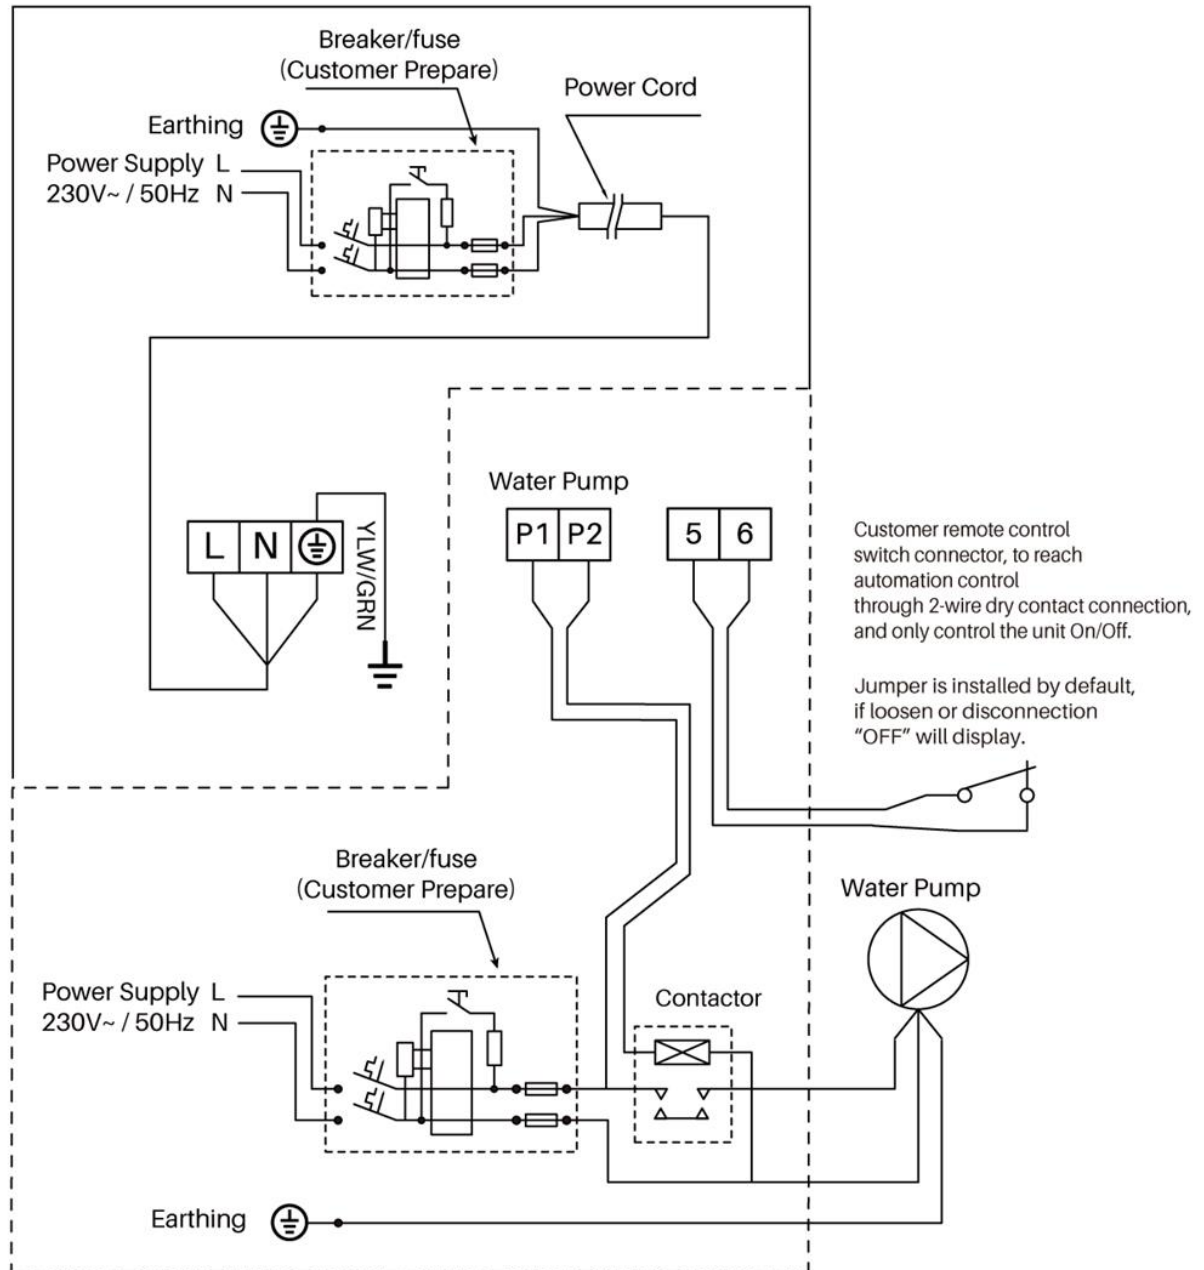 Breaker/fuse
(Customer Prepare)
Power Cord
Earthing
Power Supply L
230V~ / 50Hz N
Water Pump
L N
P1 P2
5 6
YLW/GRN
Customer remote control
switch connector, to reach
automation control
through 2-wire dry contact connection,
and only control the unit On/Off.
Jumper is installed by default,
if loosen or disconnection
"OFF" will display.
Breaker/fuse
(Customer Prepare)
Water Pump
Power Supply L
230V~ / 50Hz N
Contactor
Earthing